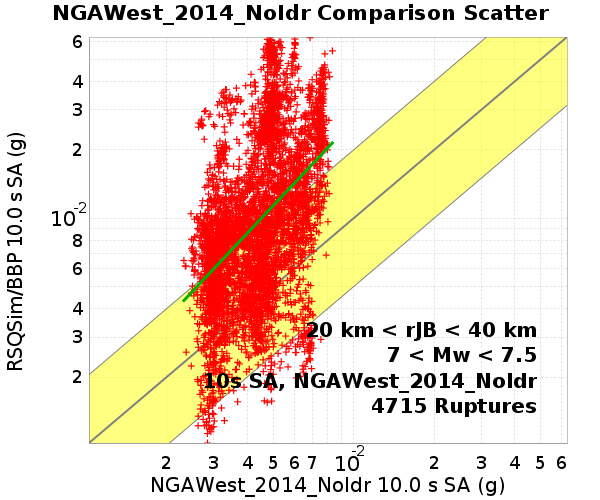 NGAWest_2014_NoIdr Comparison Scatter
6
4
3
2
10-2
8
6
4
3
2
RSQSim/BBP 10.0 s SA (g)
20 km < rJB < 40 km
7 < Mw < 7.5
10s SA, NGAWest_2014_NoIdr
4715 Ruptures
2 3 4 5 6 7 10-2 2 3 4 5 6
NGAWest_2014_NoIdr 10.0 s SA (g)